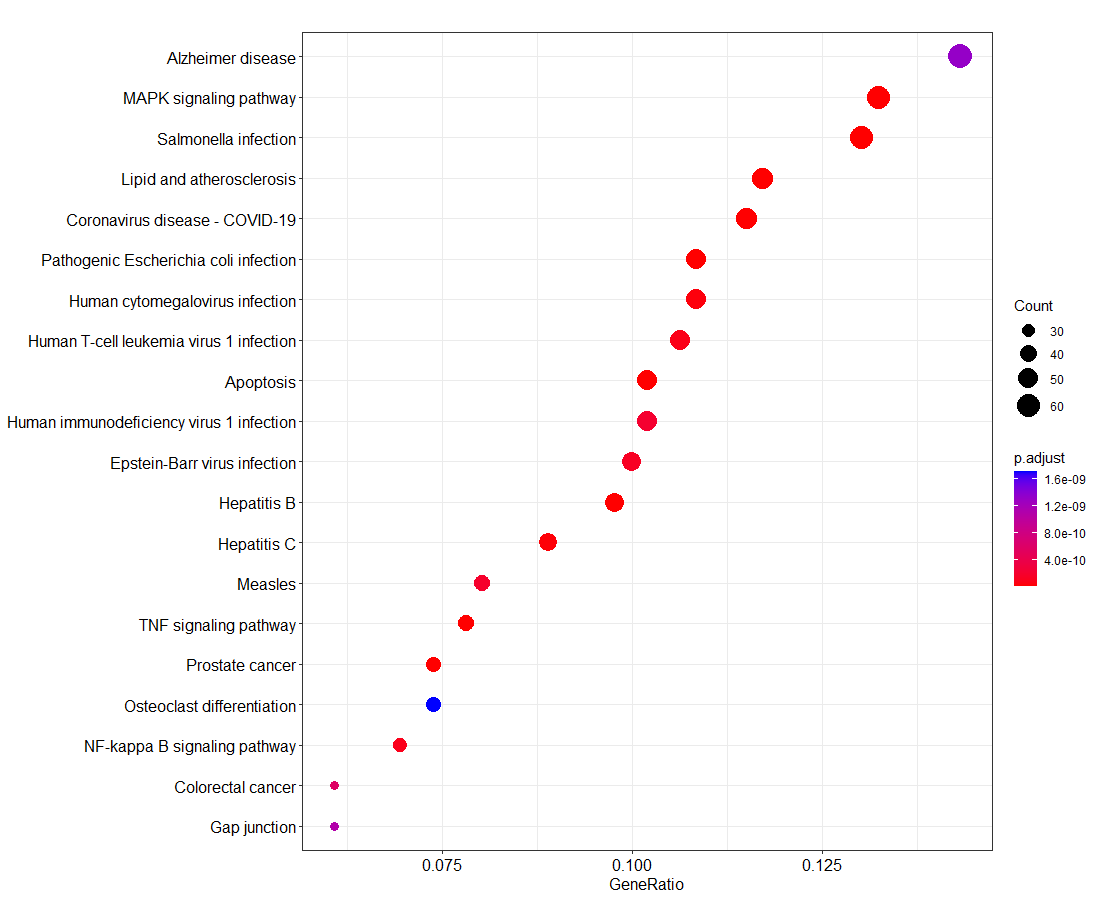 Alzheimer disease
MAPK signaling pathway
Salmonella infection
Lipid and atherosclerosis
Coronavirus disease - COVID-19
Pathogenic Escherichia coli infection
Human cytomegalovirus infection
Human T-cell leukemia virus 1 infection
Apoptosis
Human immunodeficiency virus 1 infection
Epstein-Barr virus infection
Hepatitis B
Hepatitis C
Measles
TNF signaling pathway
Prostate cancer
Osteoclast differentiation
NF-kappa B signaling pathway
Colorectal cancer
Gap junction
0.075 0.100 0.125
GeneRatio
Count
30
40
50
60
p.adjust
1.6e-09
1.2e-09
8.0e-10
4.0e-10